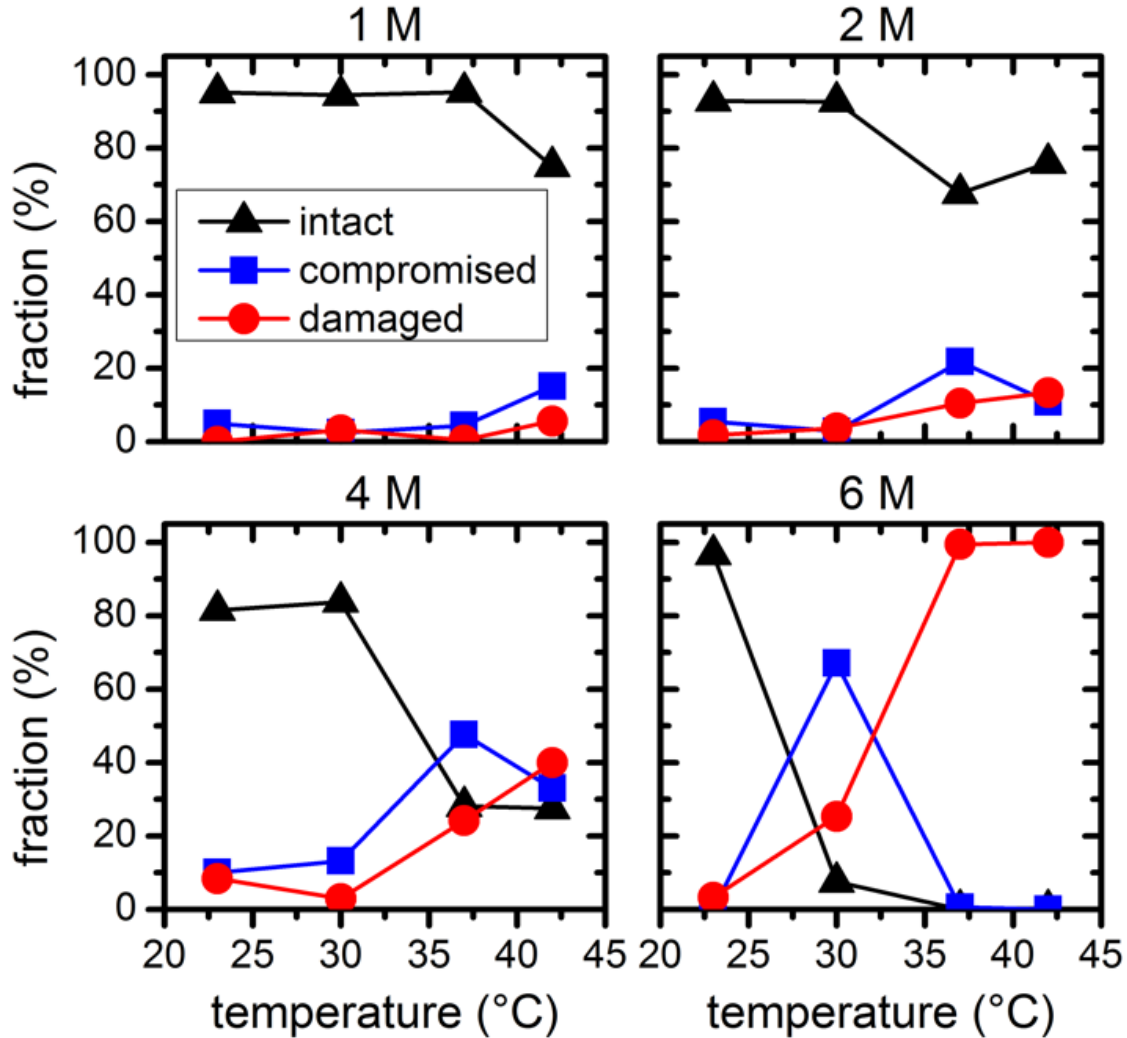 1 M
2 M
fraction (%)
100
80
60
40
20
0
intact
compromised
damaged
4 M
6 M
fraction (%)
100
80
60
40
20
0
20 25 30 35 40 45 20 25 30 35 40 45
temperature (°C)
temperature (°C)